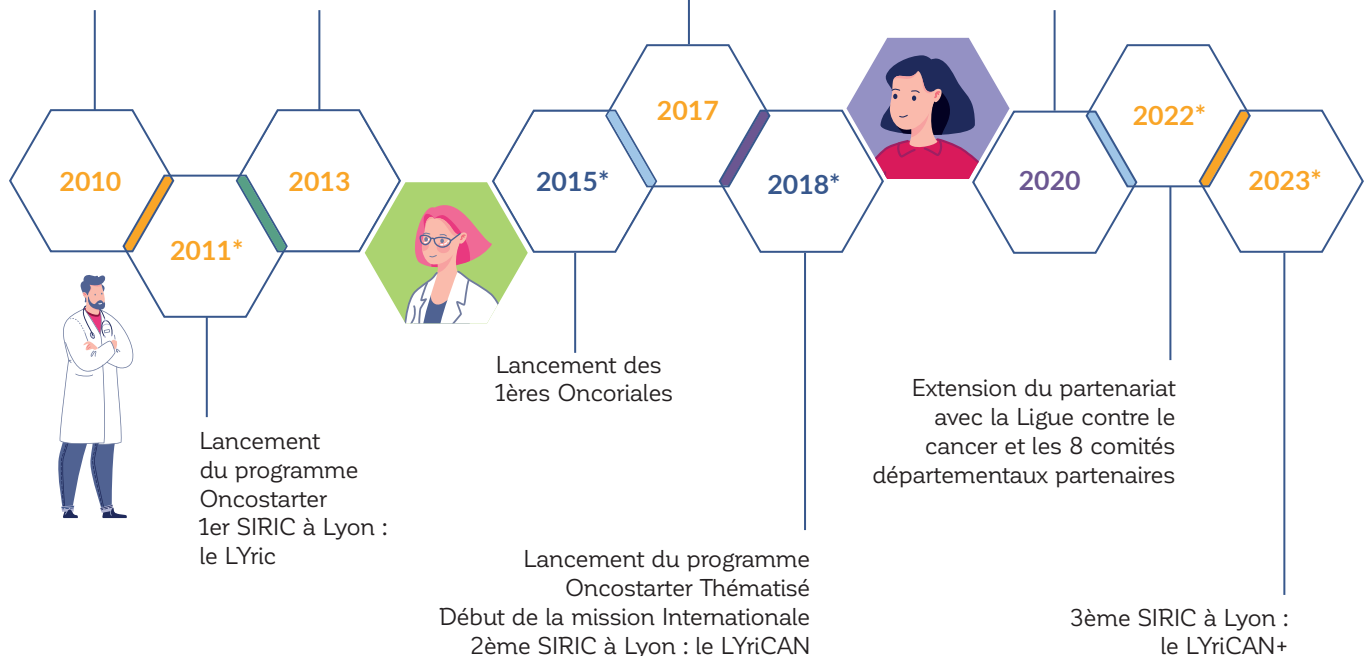 2010
2011*
2013
2015*
2017
2018*
2020
2022*
2023*
Lancement
du programme
Oncostarter
1er SIRIC à Lyon :
le LYric
Lancement des
1ères Oncoriales
Lancement du programme
Oncostarter Thématisé
Début de la mission Internationale
2ème SIRIC à Lyon : le LYriCAN
Extension du partenariat
avec la Ligue contre le
cancer et les 8 comités
départementaux partenaires
3ème SIRIC à Lyon :
le LYriCAN+